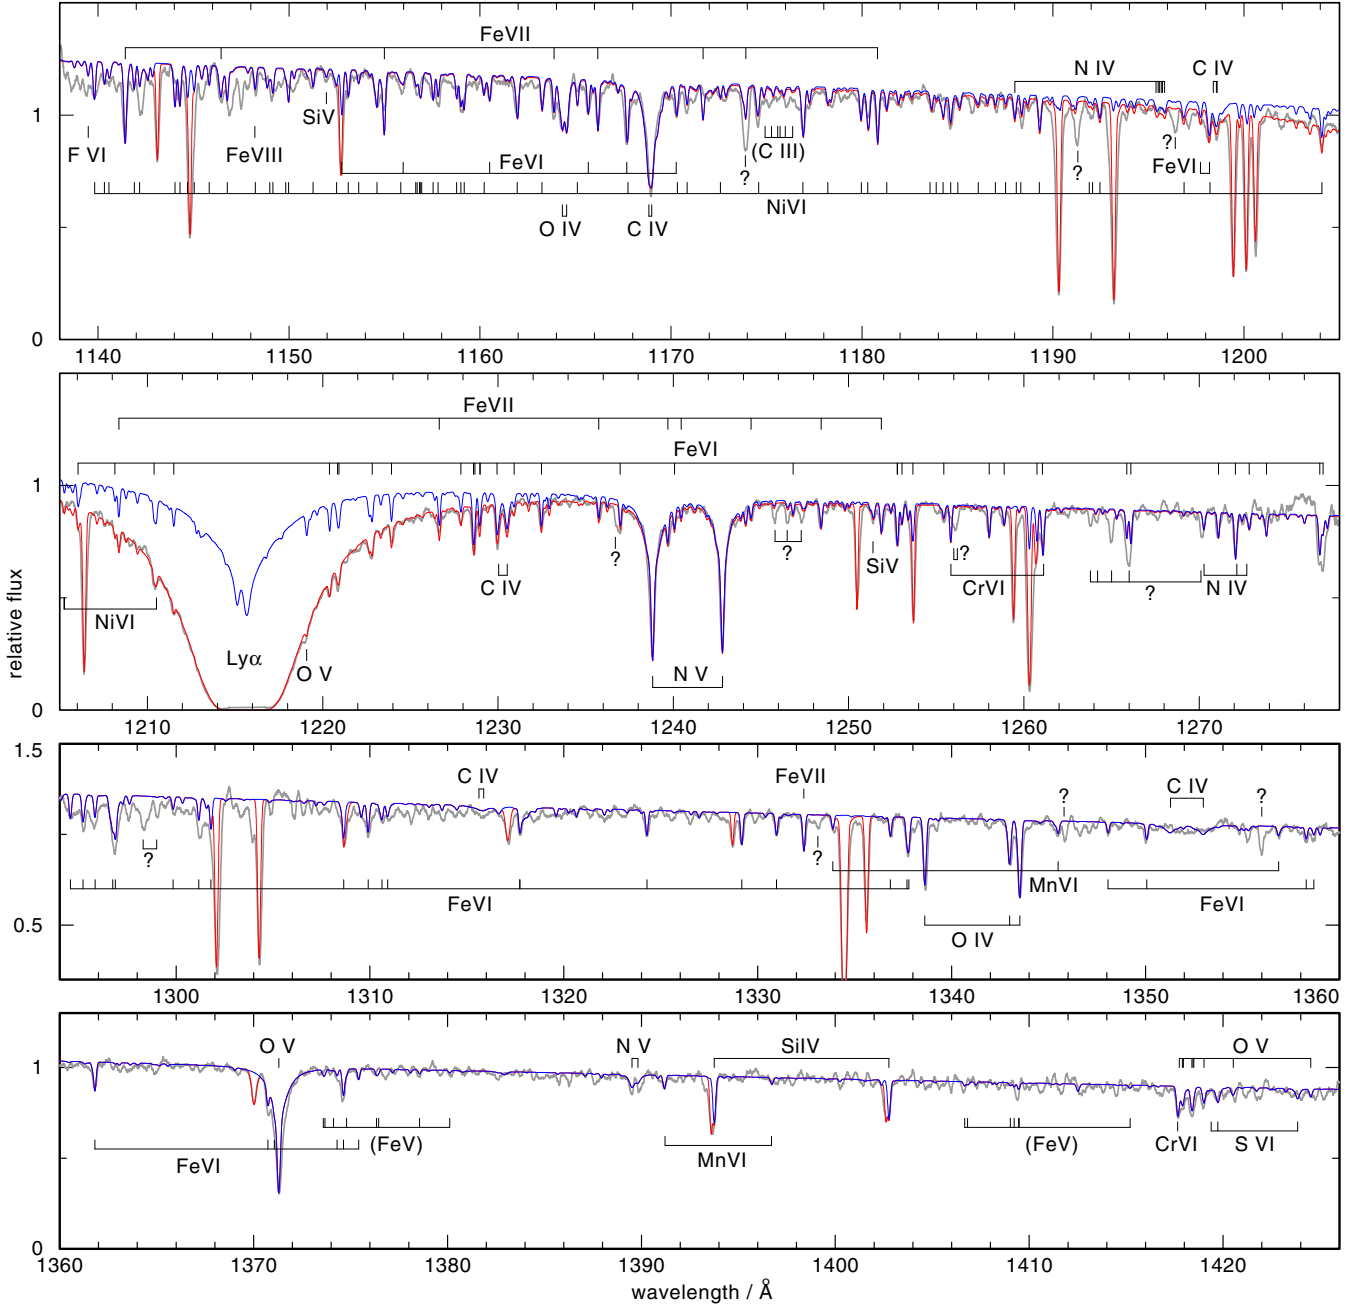 FeVII
N IV
C IV
1
SiV
(C III)
?
F VI
FeVIII
FeVI
?
?
FeVI
NiVI
O IV
C IV
0
1140
1150
1160
1170
1180
1190
1200
FeVII
FeVI
1
?
?
?
SiV
C IV
CrVI
?
N IV
NiVI
Lyα
O V
N V
0
1210
1220
1230
1240
1250
1260
1270
relative flux
1.5
C IV
FeVII
?
C IV
?
1
?
?
MnVI
FeVI
FeVI
0.5
O IV
1300
1310
1320
1330
1340
1350
1360
O V
N V
SiIV
O V
1
FeVI
(FeV)
MnVI
(FeV)
CrVI
S VI
0
1360
1370
1380
1390
1400
1410
1420
wavelength / Å